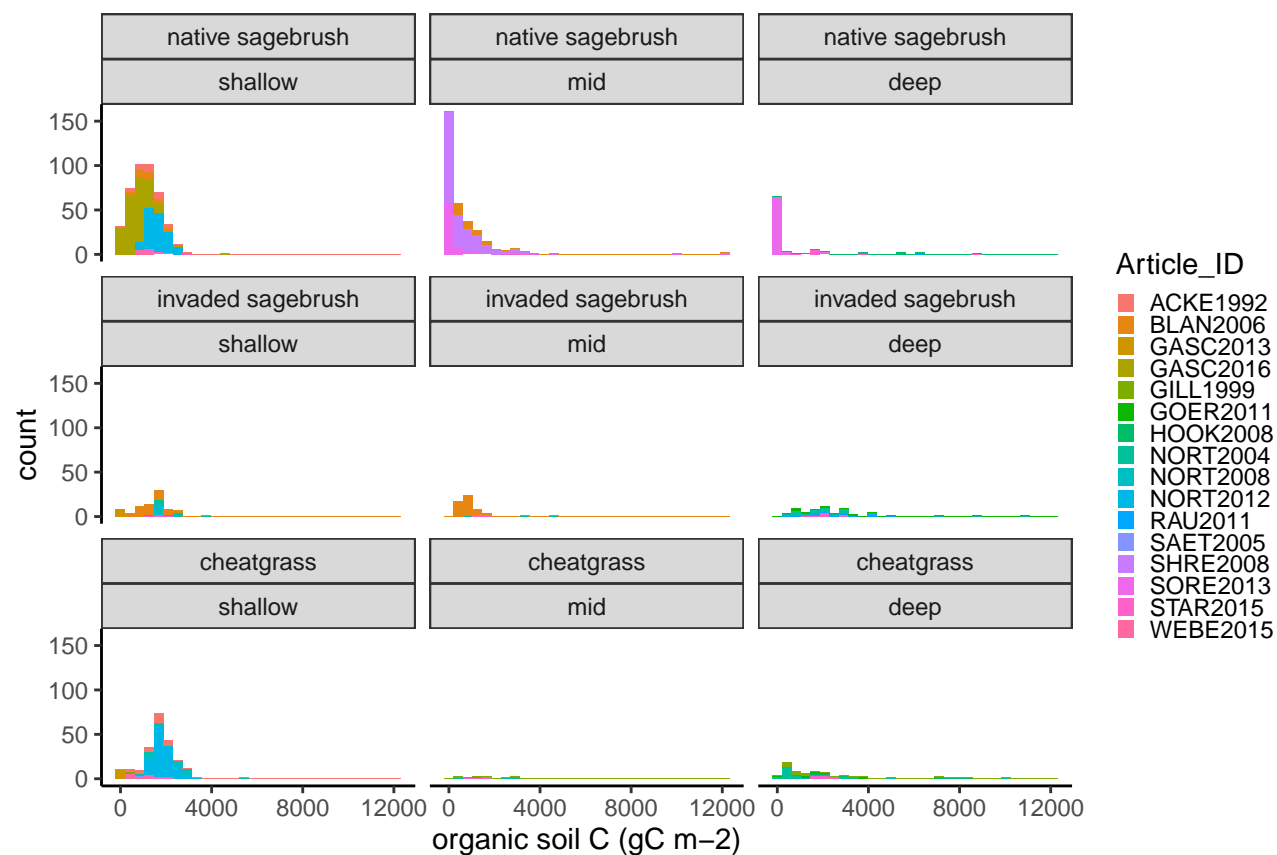 native sagebrush native sagebrush native sagebrush
shallow mid deep
150
100
50
0
invaded sagebrush invaded sagebrush invaded sagebrush
shallow mid deep
150
100
50
0
cheatgrass cheatgrass cheatgrass
shallow mid deep
150
100
50
0
0 4000 8000 12000 0 4000 8000 12000 0 4000 8000 12000
count
organic soil C (gC m−2)
Article_ID
ACKE1992
BLAN2006
GASC2013
GASC2016
GILL1999
GOER2011
HOOK2008
NORT2004
NORT2008
NORT2012
RAU2011
SAET2005
SHRE2008
SORE2013
STAR2015
WEBE2015